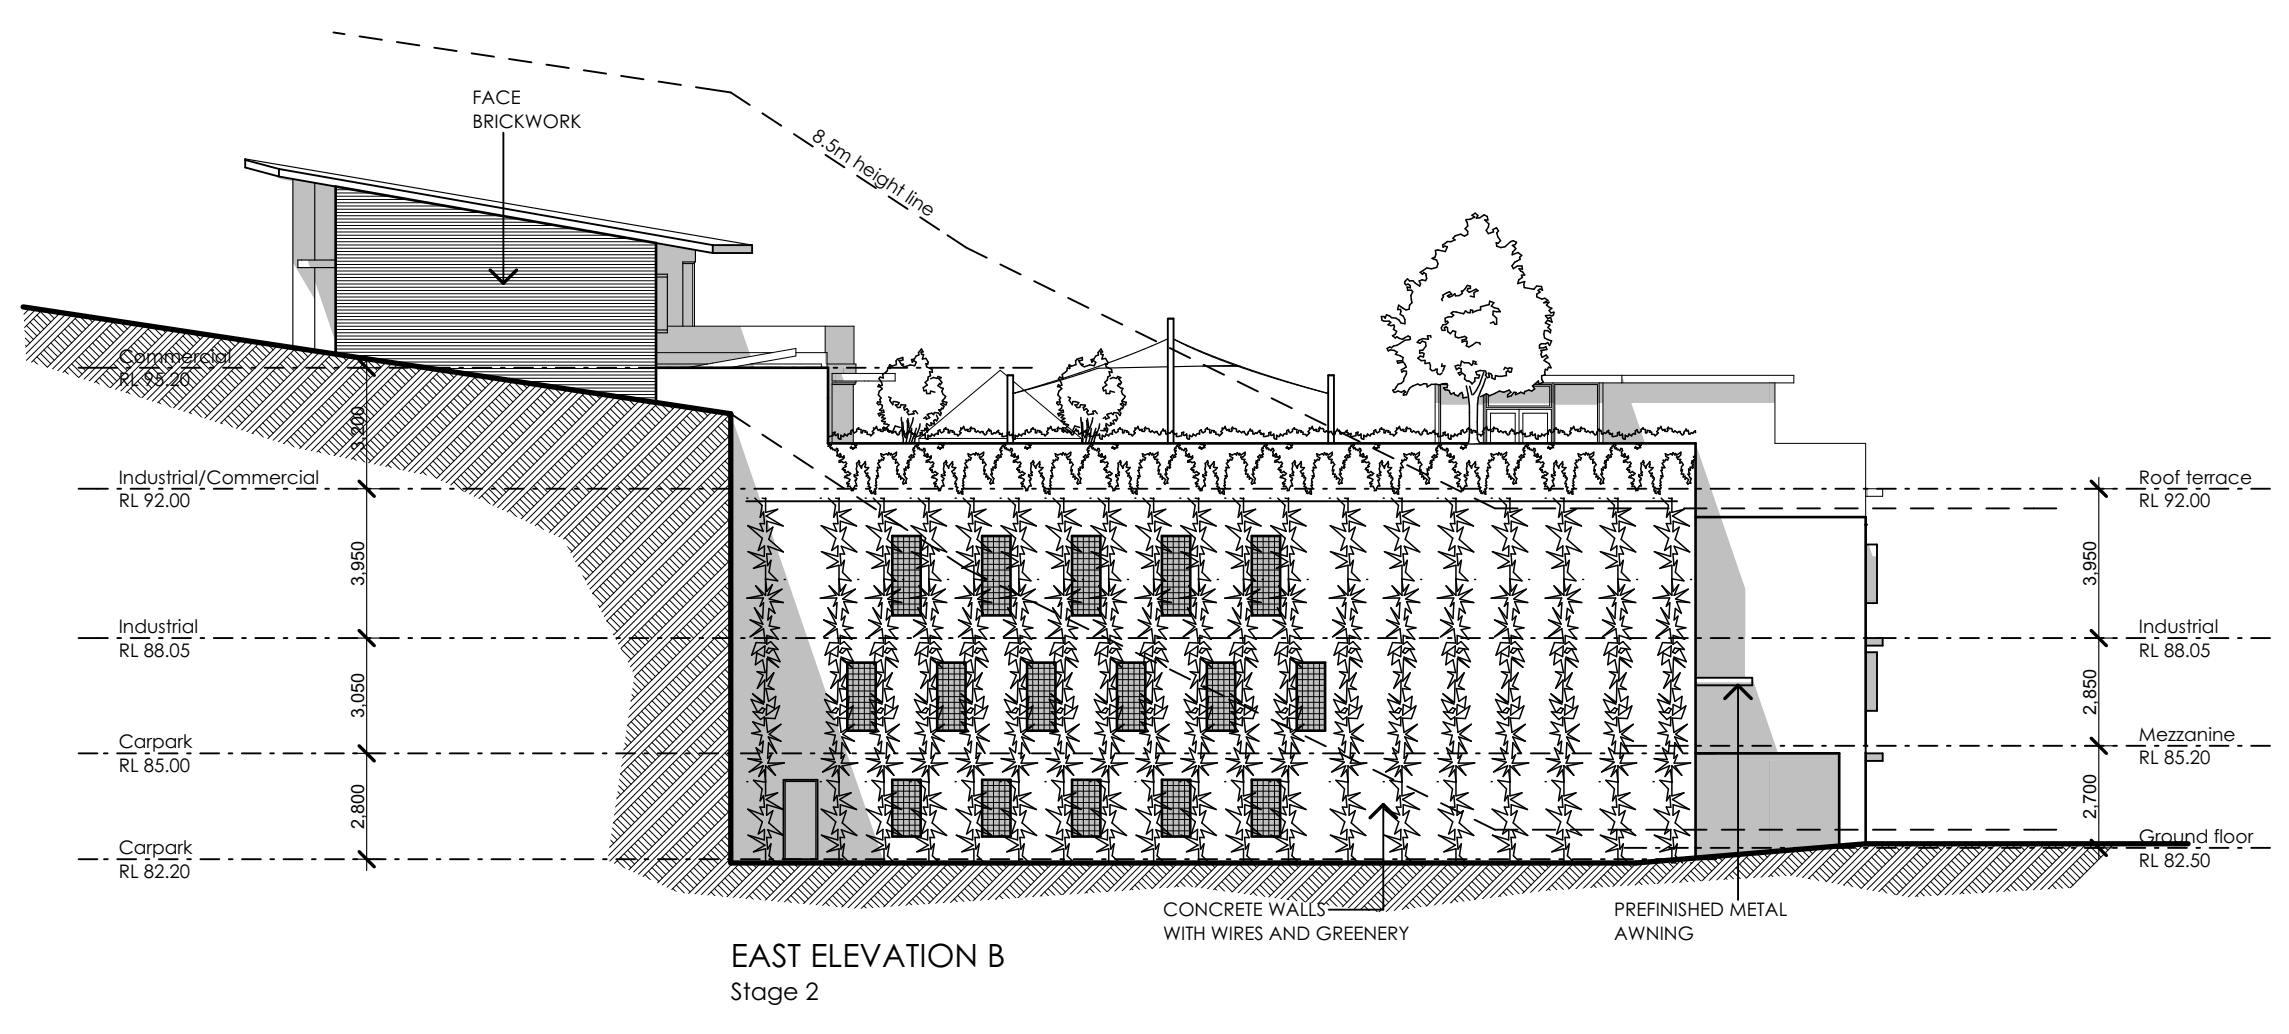 FACE
BRICKWORK
8.5m height line
Commercial
RL 95.20
3,200
Industrial/Commercial
RL 92.00
3,950
Industrial
RL 88.05
3,050
Carpark
RL 85.00
2,800
Carpark
RL 82.20
Roof terrace
RL 92.00
3,950
Industrial
RL 88.05
2,850
Mezzanine
RL 85.20
2,700
Ground floor
RL 82.50
CONCRETE WALLS
WITH WIRES AND GREENERY
PREFINISHED METAL
AWNING
EAST ELEVATION B
Stage 2